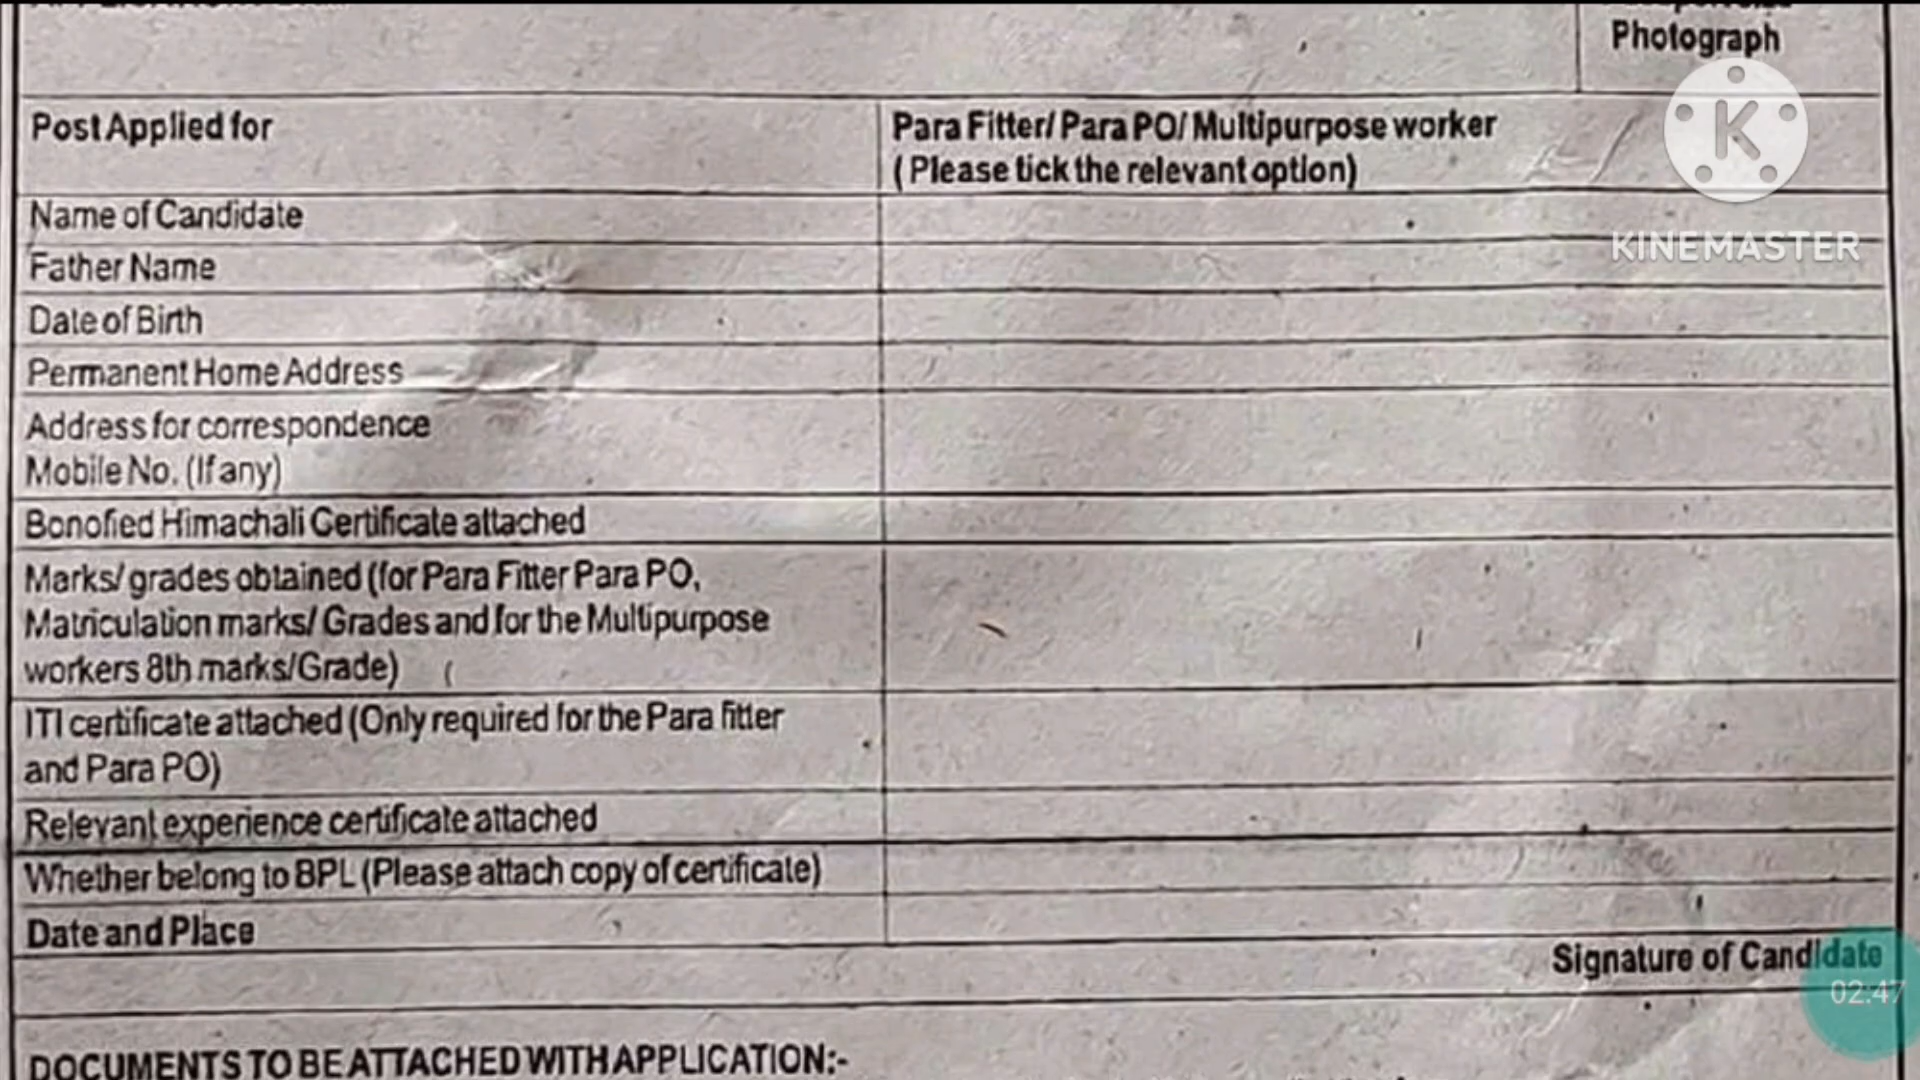 Photograph
Post Applied for
Para Fitter/ Para PO/ Multipurpose worker
(Please tick the relevant option)
Name of Candidate
Father Name
Date of Birth
Permanent Home Address
Address for correspondence
Mobile No. (If any)
Bonofied Himachali Certificate attached
Marks/ grades obtained (for Para Fitter Para PO,
Matriculation marks/ Grades and for the Multipurpose
workers 8th marks/Grade)
ITI certificate attached (Only required for the Para fitter
and Para PO)
Relevant experience certificate attached
Whether belong to BPL (Please attach copy of certificate)
Date and Place
Signature of Candidate
DOCUMENTS TO BE ATTACHED WITH APPLICATION:-
K
KINEMASTER
02:47